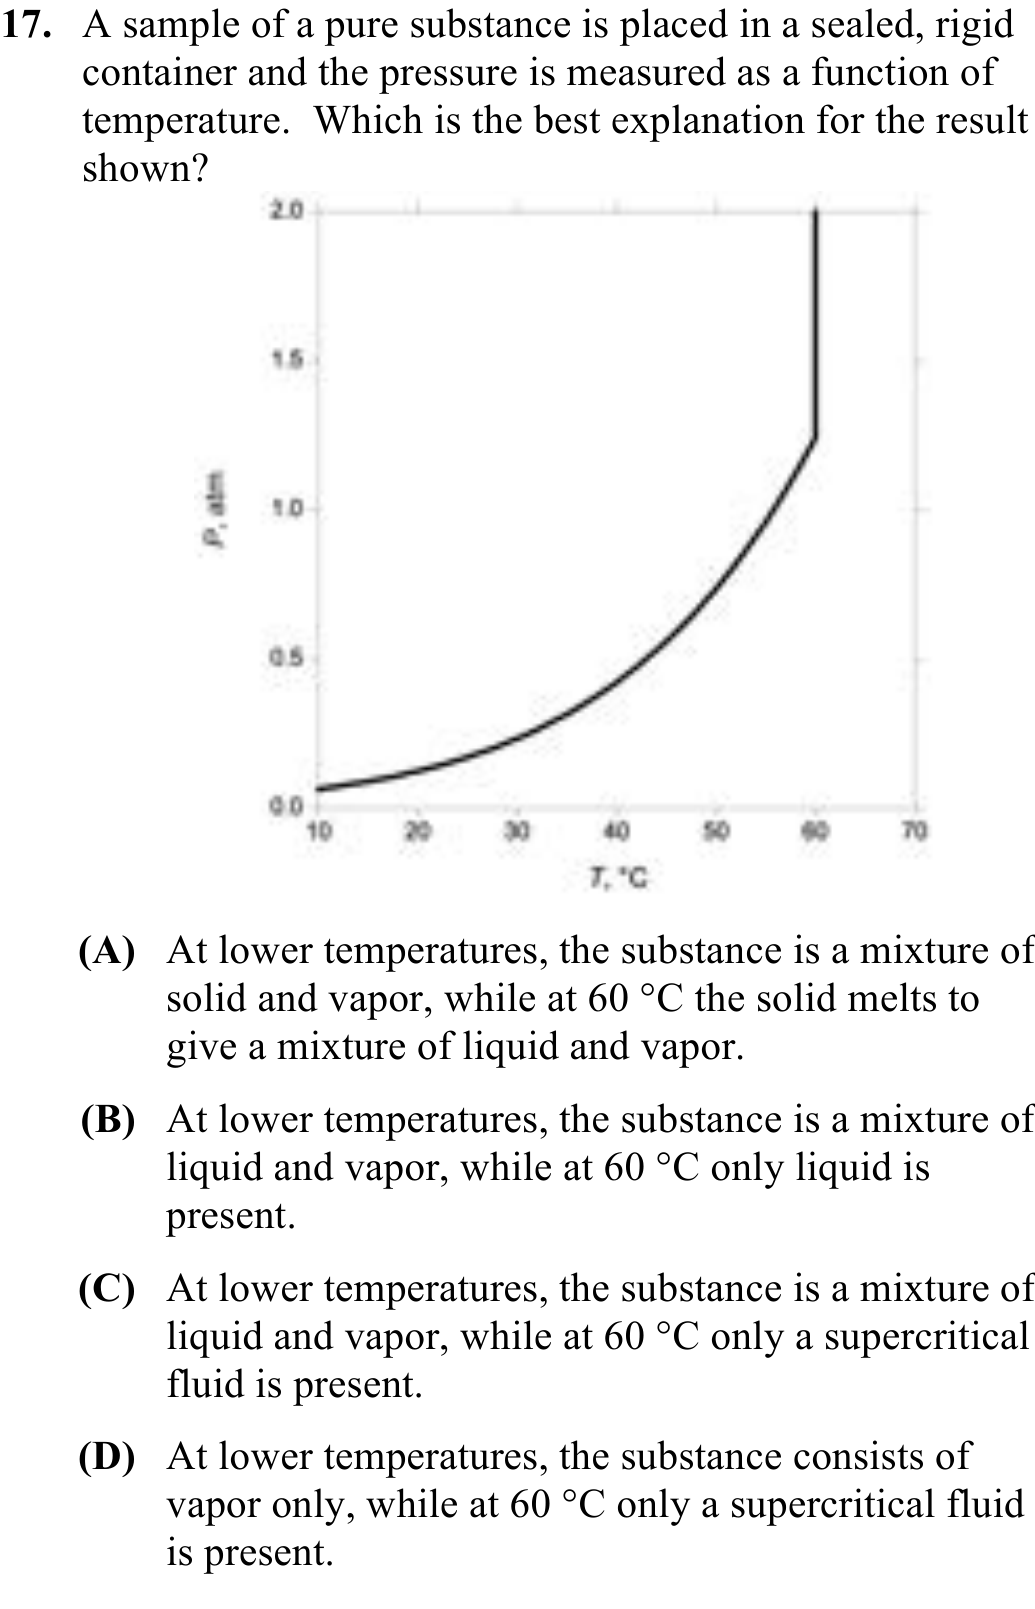 17. A sample of a pure substance is placed in a sealed, rigid
container and the pressure is measured as a function of
temperature. Which is the best explanation for the result
shown?
2.0
1.5
P, atm
1.0
0.5
0.0
10 20 30 40 50 60 70
T, °C
(A) At lower temperatures, the substance is a mixture of
solid and vapor, while at 60 °C the solid melts to
give a mixture of liquid and vapor.
(B) At lower temperatures, the substance is a mixture of
liquid and vapor, while at 60 °C only liquid is
present.
(C) At lower temperatures, the substance is a mixture of
liquid and vapor, while at 60 °C only a supercritical
fluid is present.
(D) At lower temperatures, the substance consists of
vapor only, while at 60 °C only a supercritical fluid
is present.